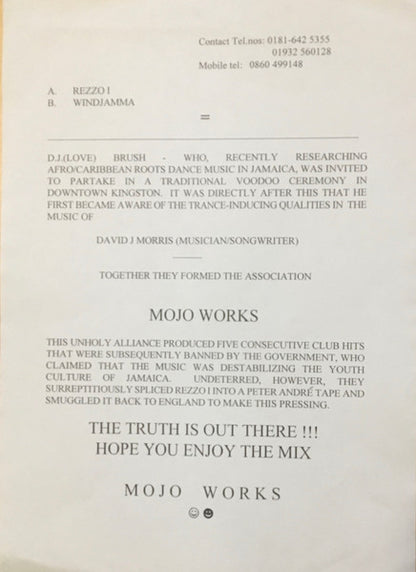 Contact Tel.nos: 0181-642 5355
01932 560128
Mobile tel: 0860 499148
A. REZZO I
B. WINDJAMMA
=
D.J.(LOVE) BRUSH - WHO, RECENTLY RESEARCHING
AFRO/CARIBBEAN ROOTS DANCE MUSIC IN JAMAICA, WAS INVITED
TO PARTAKE IN A TRADITIONAL VOODOO CEREMONY IN
DOWNTOWN KINGSTON. IT WAS DIRECTLY AFTER THIS THAT HE
FIRST BECAME AWARE OF THE TRANCE-INDUCING QUALITIES IN THE
MUSIC OF
DAVID J MORRIS (MUSICIAN/SONGWRITER)
TOGETHER THEY FORMED THE ASSOCIATION
MOJO WORKS
THIS UNHOLY ALLIANCE PRODUCED FIVE CONSECUTIVE CLUB HITS
THAT WERE SUBSEQUENTLY BANNED BY THE GOVERNMENT, WHO
CLAIMED THAT THE MUSIC WAS DESTABILIZING THE YOUTH
CULTURE OF JAMAICA. UNDETERRED, HOWEVER, THEY
SURREPTITIOUSLY SPLICED REZZO I INTO A PETER ANDRÉ TAPE AND
SMUGGLED IT BACK TO ENGLAND TO MAKE THIS PRESSING.
THE TRUTH IS OUT THERE !!!
HOPE YOU ENJOY THE MIX
MOJO WORKS
☺☻